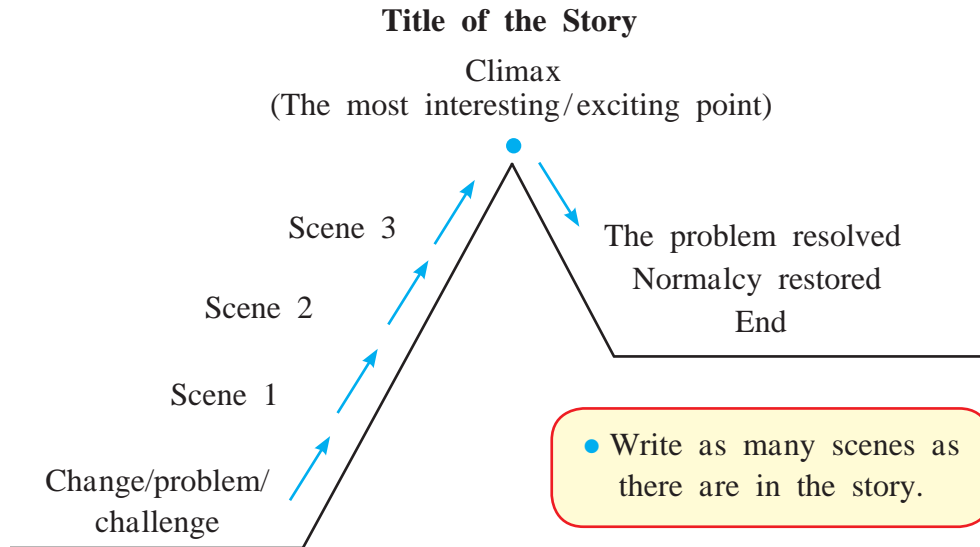 Title of the Story
Climax
(The most interesting/exciting point)
Scene 3
The problem resolved
Normalcy restored
End
Scene 2
Scene 1
Change/problem/
challenge
• Write as many scenes as
there are in the story.